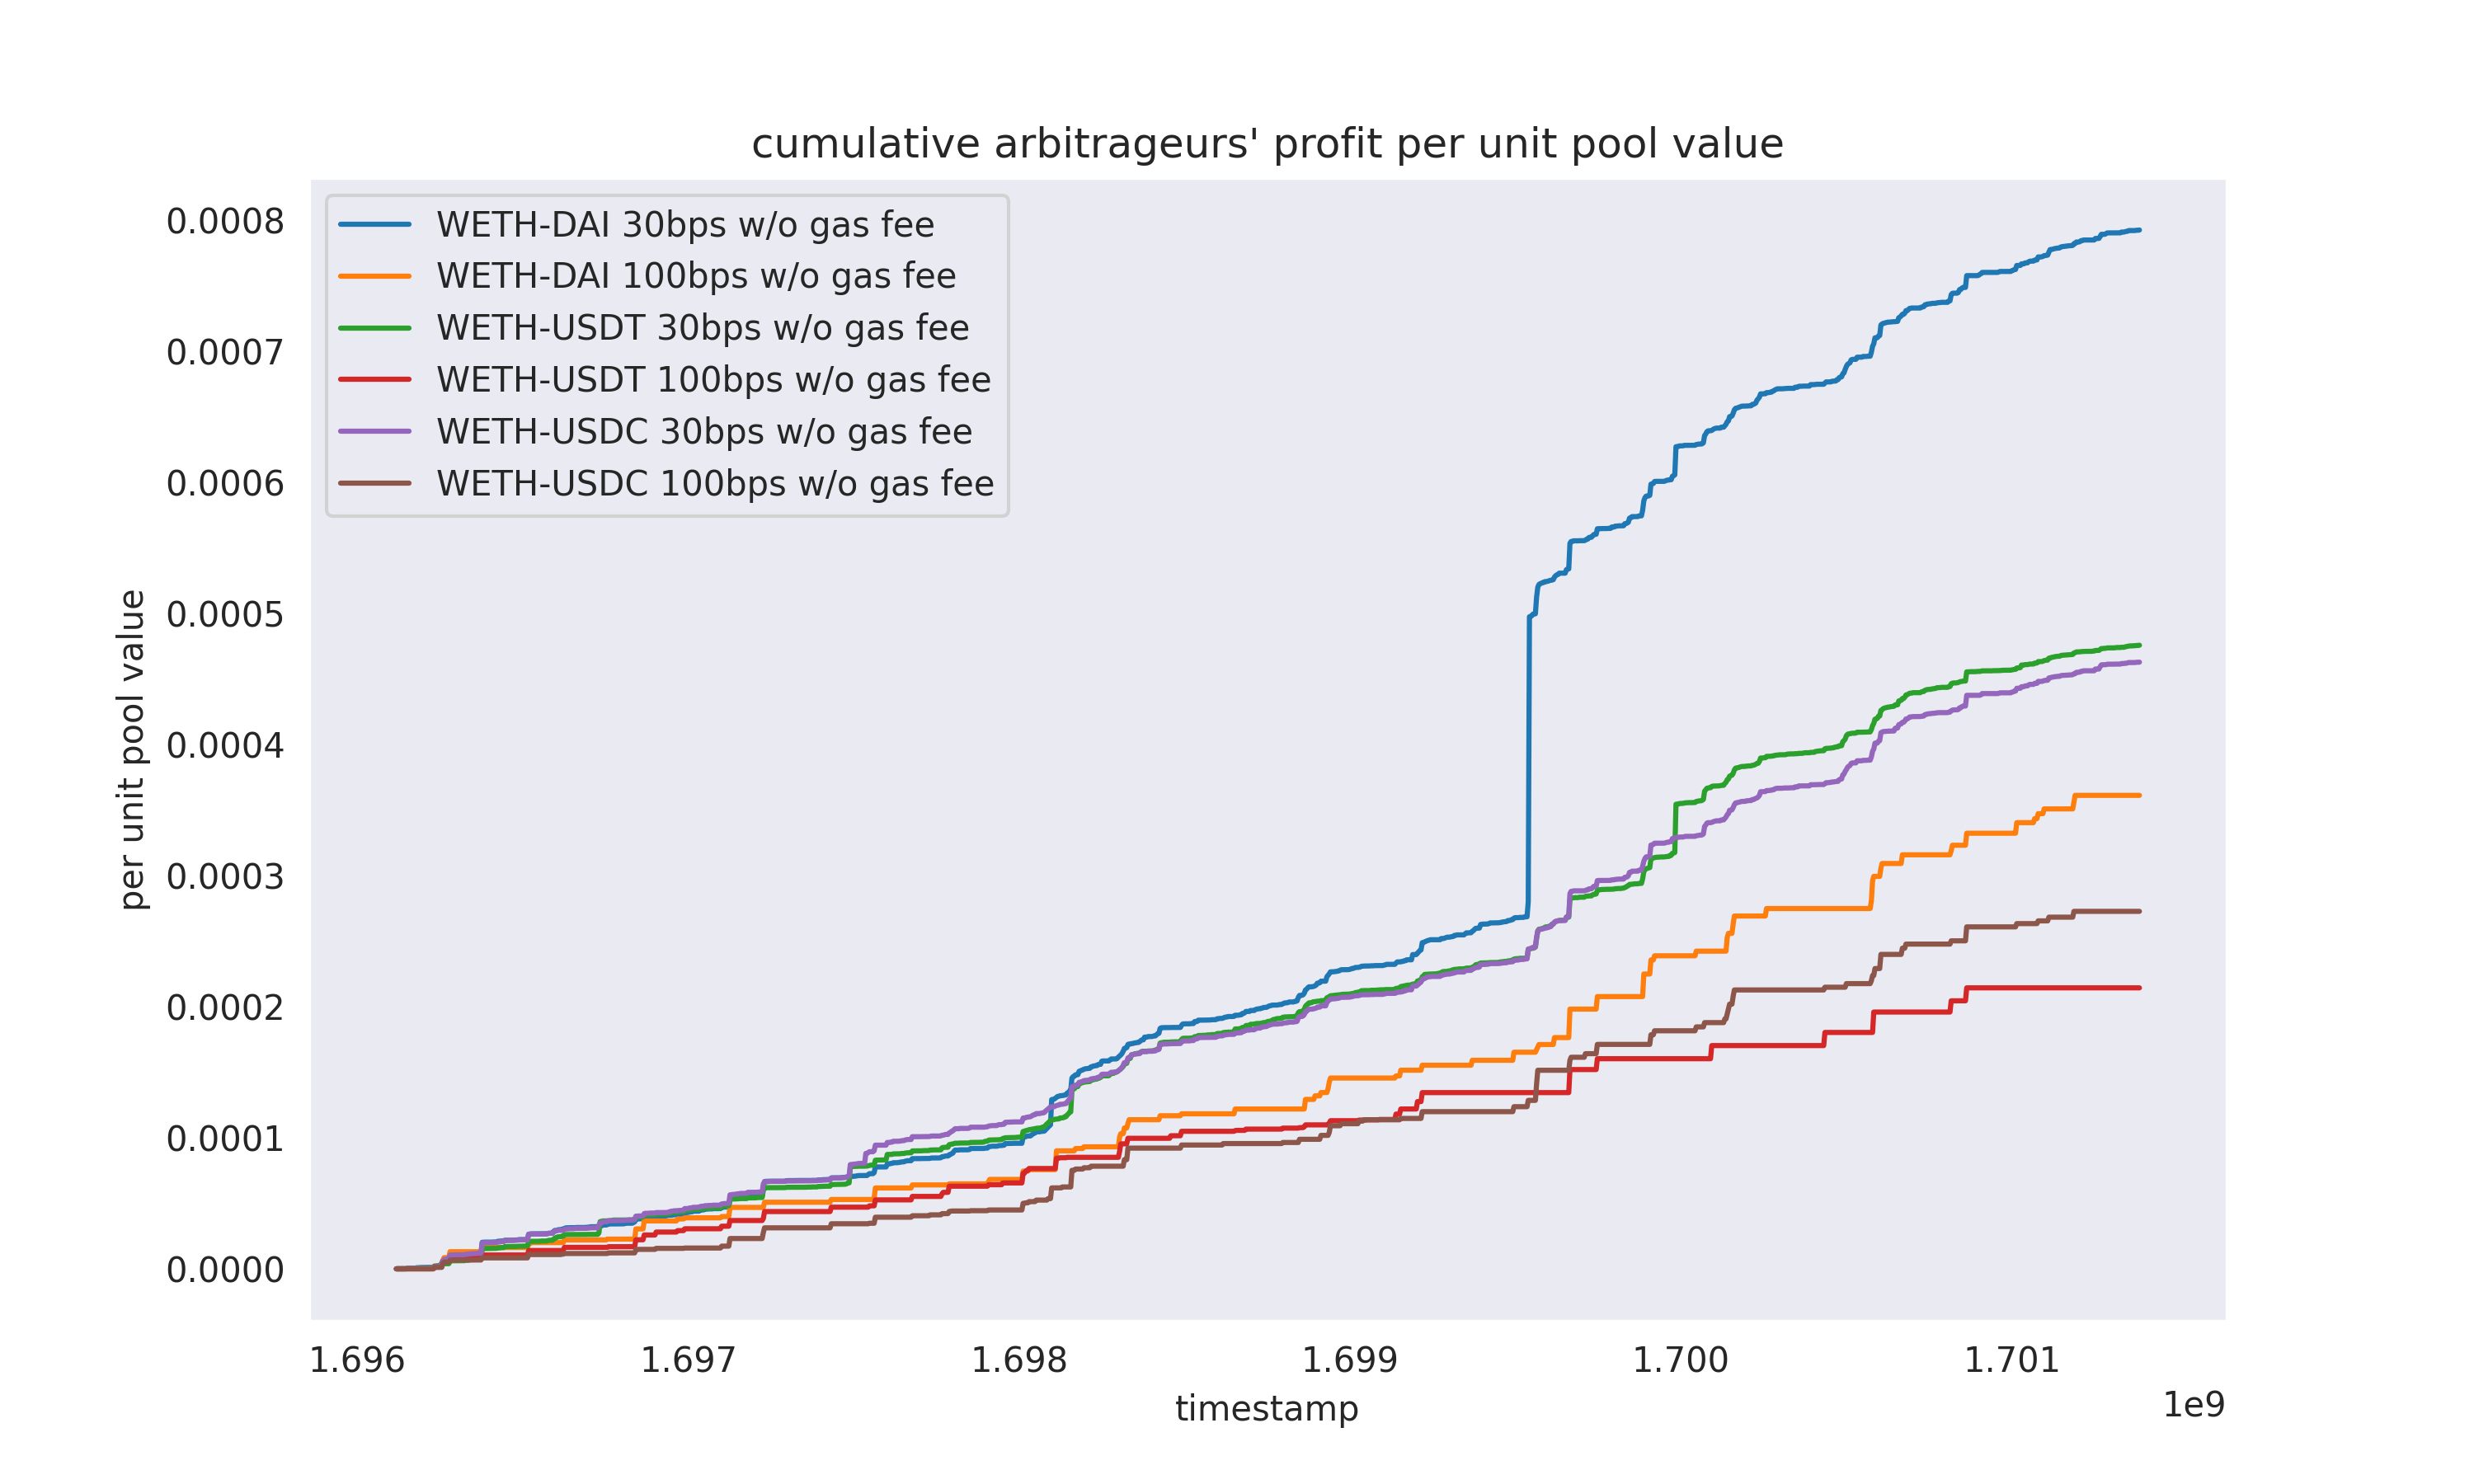 cumulative arbitrageurs' profit per unit pool value
WETH-DAI 30bps w/o gas fee
WETH-DAI 100bps w/o gas fee
WETH-USDT 30bps w/o gas fee
WETH-USDT 100bps w/o gas fee
WETH-USDC 30bps w/o gas fee
WETH-USDC 100bps w/o gas fee
per unit pool value
0.0008
0.0007
0.0006
0.0005
0.0004
0.0003
0.0002
0.0001
0.0000
1.696 1.697 1.698 1.699 1.700 1.701
timestamp
1e9